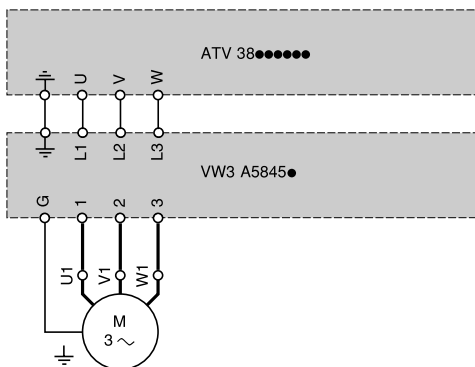 ATV 38●●●●●●
U V W
L1 L2 L3
VW3 A5845●
G 1 2 3
U1 V1 W1
M
3 ~